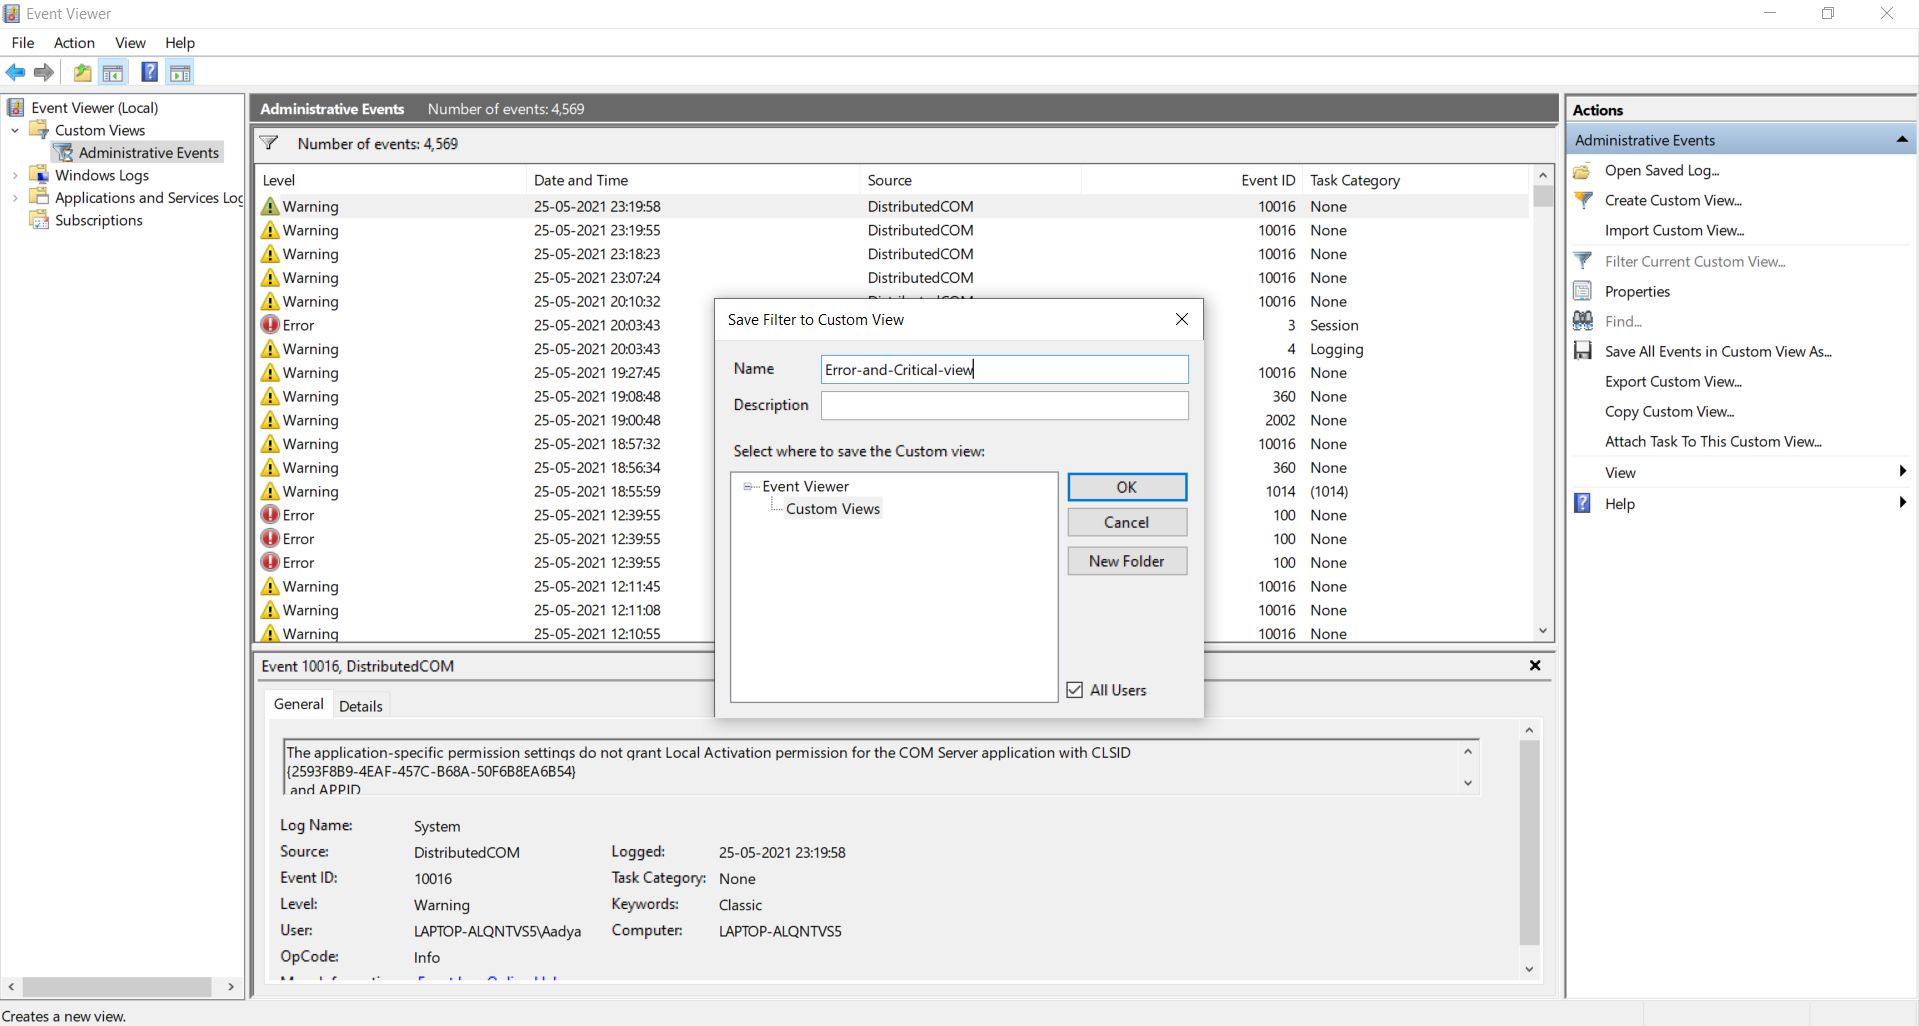 Event Viewer
File Action View Help
Event Viewer (Local)
Custom Views
Administrative Events
Windows Logs
Applications and Services Log
Subscriptions
Administrative Events Number of events: 4,569
Number of events: 4,569
Level Date and Time Source Event ID Task Category
Warning 25-05-2021 23:19:58 DistributedCOM 10016 None
Warning 25-05-2021 23:19:55 DistributedCOM 10016 None
Warning 25-05-2021 23:18:23 DistributedCOM 10016 None
Warning 25-05-2021 23:07:24 DistributedCOM 10016 None
Warning 25-05-2021 20:10:32 DistributedCOM 10016 None
Error 25-05-2021 20:03:43 3 Session
Warning 25-05-2021 20:03:43 4 Logging
Warning 25-05-2021 19:27:45 10016 None
Warning 25-05-2021 19:08:48 360 None
Warning 25-05-2021 19:00:48 2002 None
Warning 25-05-2021 18:57:32 10016 None
Warning 25-05-2021 18:56:34 360 None
Warning 25-05-2021 18:55:59 1014 (1014)
Error 25-05-2021 12:39:55 100 None
Error 25-05-2021 12:39:55 100 None
Error 25-05-2021 12:39:55 100 None
Warning 25-05-2021 12:11:45 10016 None
Warning 25-05-2021 12:11:08 10016 None
Warning 25-05-2021 12:10:55 10016 None
Save Filter to Custom View
Name Error-and-Critical-view
Description
Select where to save the Custom view:
Event Viewer
Custom Views
OK
Cancel
New Folder
All Users
Event 10016, DistributedCOM
General Details
The application-specific permission settings do not grant Local Activation permission for the COM Server application with CLSID
{2593F8B9-4EAF-457C-B68A-50F6B8EA6B54}
and APPID
Log Name: System
Source: DistributedCOM Logged: 25-05-2021 23:19:58
Event ID: 10016 Task Category: None
Level: Warning Keywords: Classic
User: LAPTOP-ALQNTVS5\Aadya Computer: LAPTOP-ALQNTVS5
OpCode: Info
Actions
Administrative Events
Open Saved Log...
Create Custom View...
Import Custom View...
Filter Current Custom View...
Properties
Find...
Save All Events in Custom View As...
Export Custom View...
Copy Custom View...
Attach Task To This Custom View...
View
Help
Creates a new view.